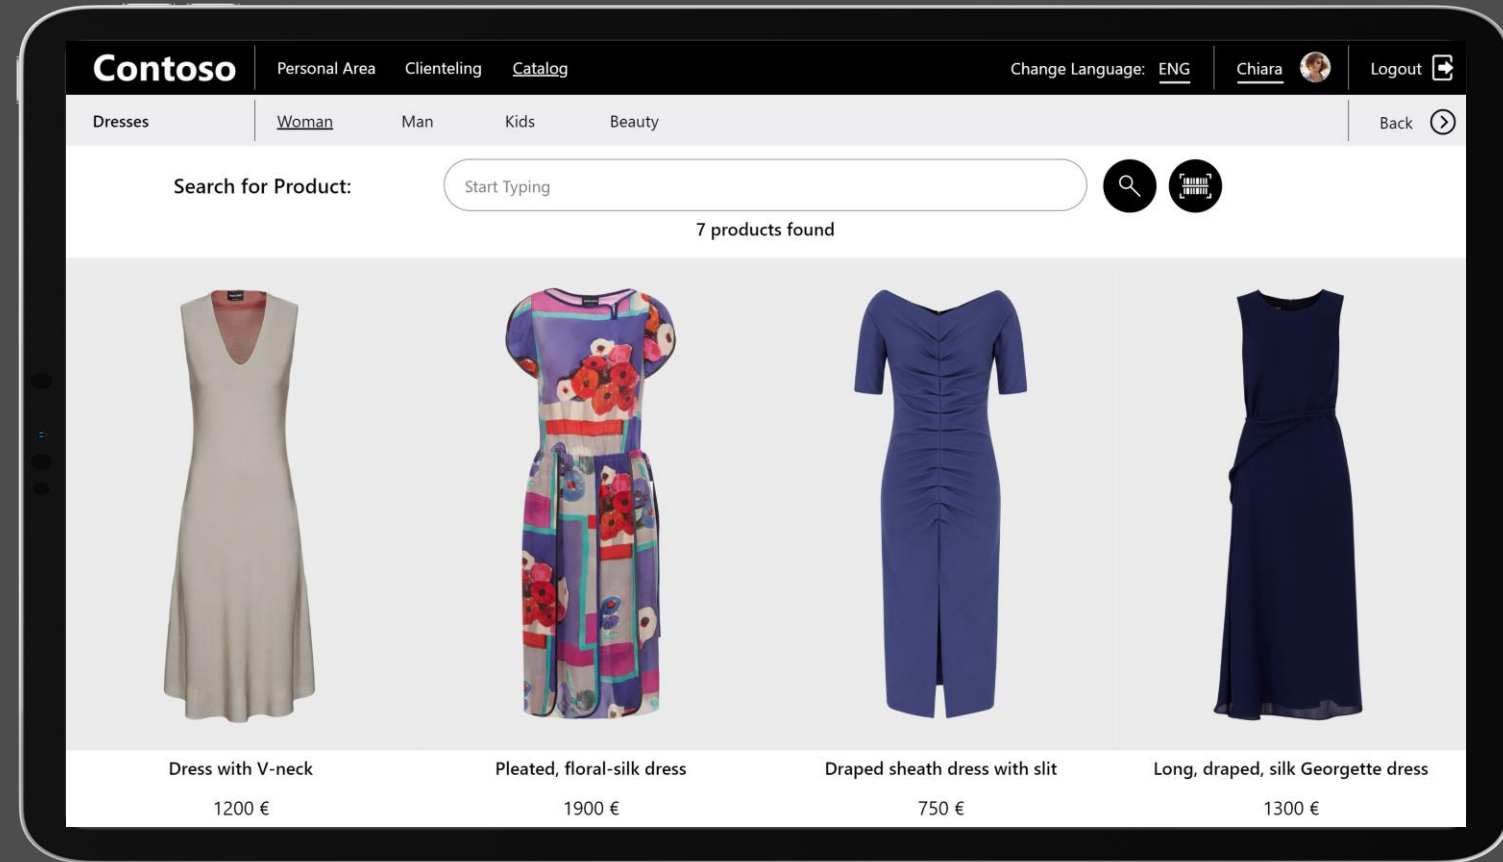 Contoso Personal Area Clienteling Catalog Change Language: ENG Chiara Logout
Dresses Woman Man Kids Beauty Back
Search for Product: Start Typing
7 products found
Dress with V-neck Pleated, floral-silk dress Draped sheath dress with slit Long, draped, silk Georgette dress
1200 € 1900 € 750 € 1300 €